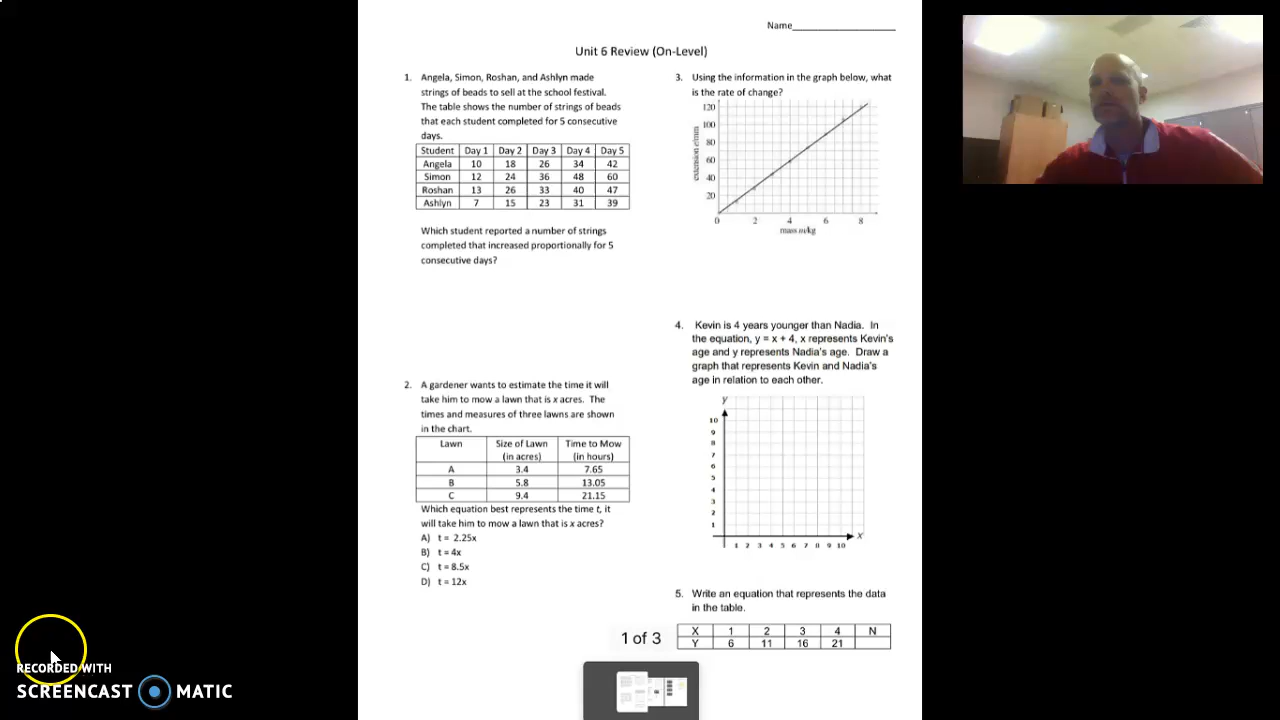 Name
Unit 6 Review (On-Level)
1. Angela, Simon, Roshan, and Ashlyn made
strings of beads to sell at the school festival.
The table shows the number of strings of beads
that each student completed for 5 consecutive
days.
Student Day 1 Day 2 Day 3 Day 4 Day 5
Angela 10 18 26 34 42
Simon 12 24 36 48 60
Roshan 13 26 33 40 47
Ashlyn 7 15 23 31 39
Which student reported a number of strings
completed that increased proportionally for 5
consecutive days?
2. A gardener wants to estimate the time it will
take him to mow a lawn that is x acres. The
times and measures of three lawns are shown
in the chart.
Lawn Size of Lawn Time to Mow
(in acres) (in hours)
A 3.4 7.65
B 5.8 13.05
C 9.4 21.15
Which equation best represents the time t, it
will take him to mow a lawn that is x acres?
A) t = 2.25x
B) t = 4x
C) t = 8.5x
D) t = 12x
3. Using the information in the graph below, what
is the rate of change?
120
100
80
60
40
20
extension e/mm
0 2 4 6 8
mass m/kg
4. Kevin is 4 years younger than Nadia. In
the equation, y = x + 4, x represents Kevin's
age and y represents Nadia's age. Draw a
graph that represents Kevin and Nadia's
age in relation to each other.
y
10
9
8
7
6
5
4
3
2
1
x
1 2 3 4 5 6 7 8 9 10
5. Write an equation that represents the data
in the table.
X 1 2 3 4 N
Y 6 11 16 21
1 of 3
RECORDED WITH
SCREENCAST MATIC